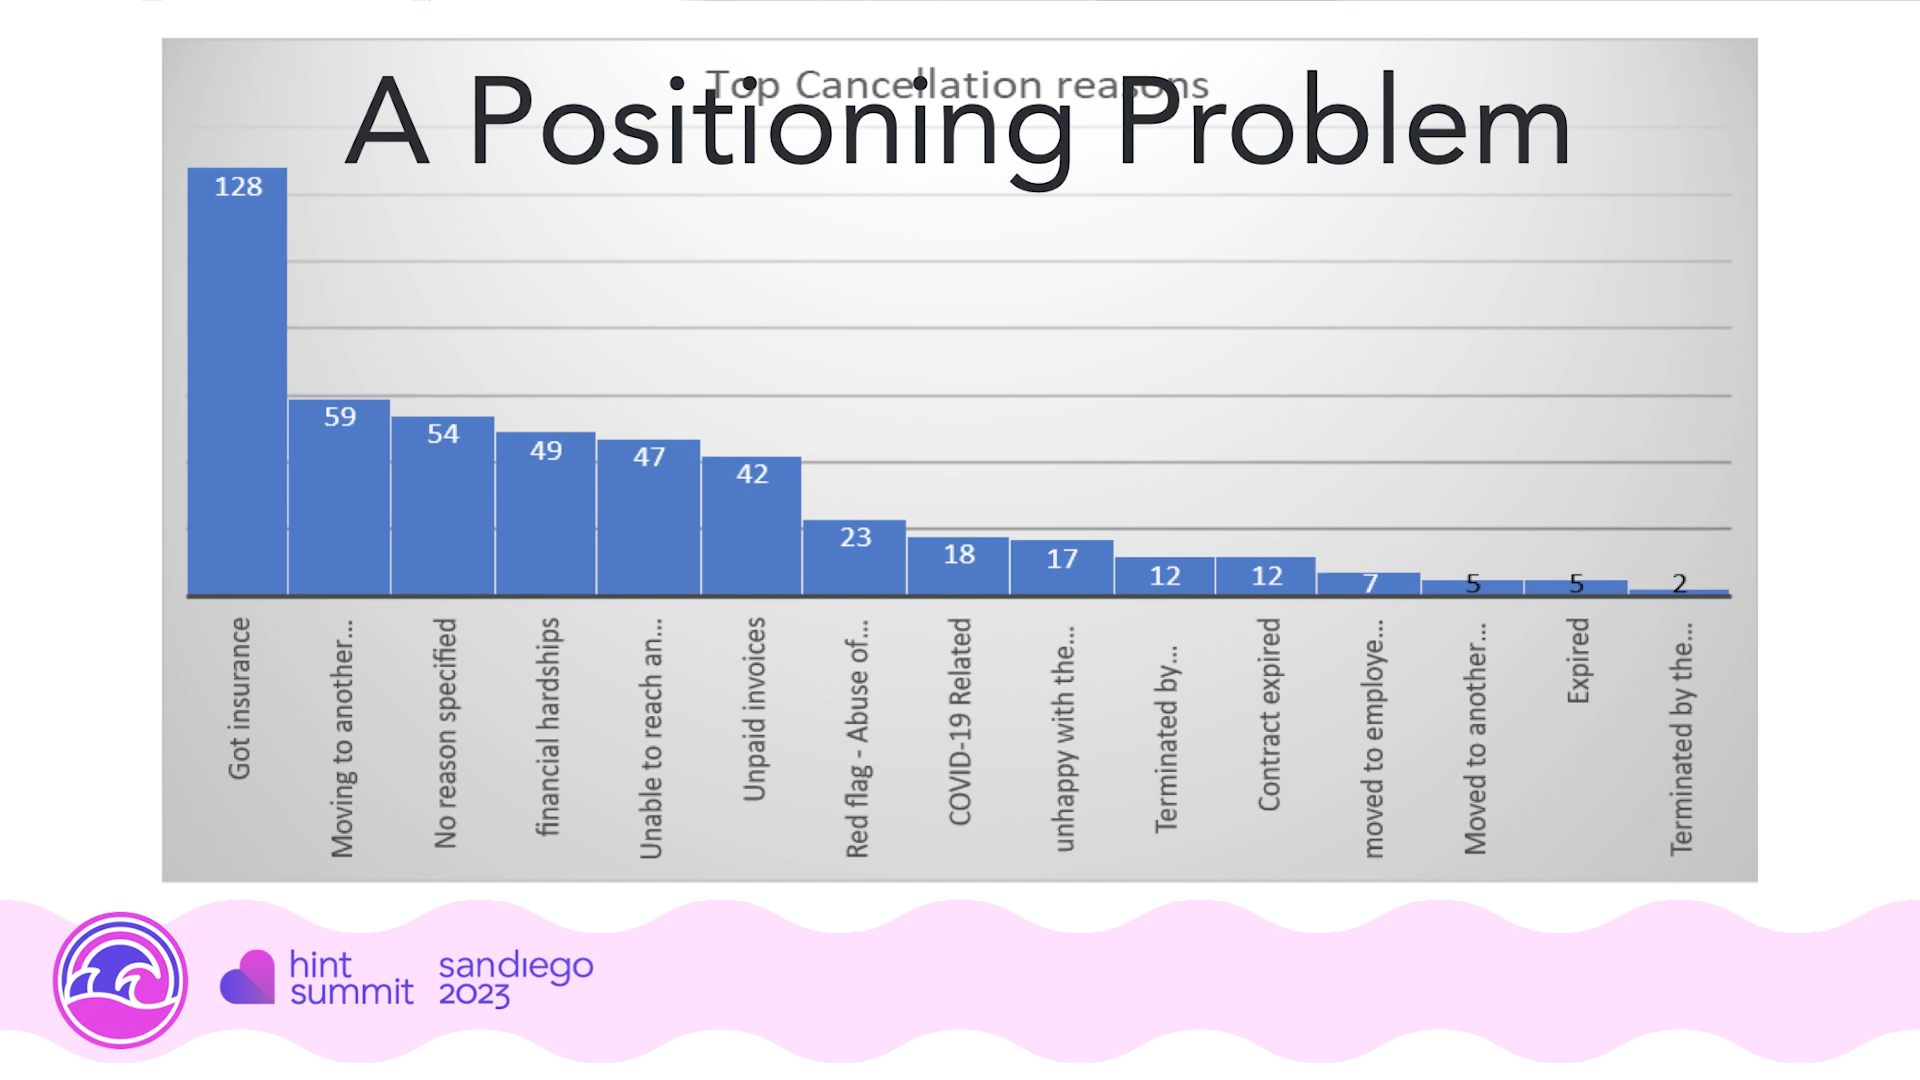 Top Cancellation reasons
A Positioning Problem
128
59
54
49
47
42
23
18
17
12
12
7
5
5
2
Got insurance
Moving to another...
No reason specified
financial hardships
Unable to reach an...
Unpaid invoices
Red flag - Abuse of...
COVID-19 Related
unhappy with the...
Terminated by...
Contract expired
moved to employe...
Moved to another...
Expired
Terminated by the...
hint
summit
sandiego
2023